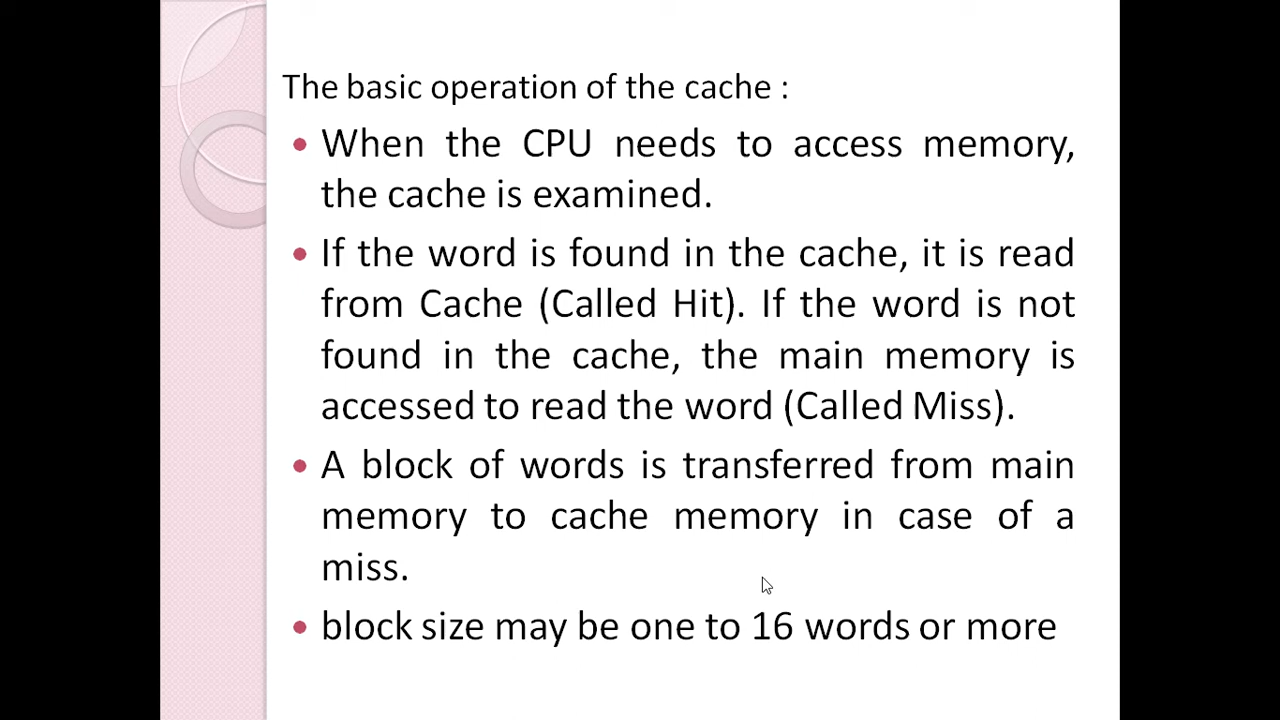 The basic operation of the cache :
• When the CPU needs to access memory,
the cache is examined.
• If the word is found in the cache, it is read
from Cache (Called Hit). If the word is not
found in the cache, the main memory is
accessed to read the word (Called Miss).
• A block of words is transferred from main
memory to cache memory in case of a
miss.
• block size may be one to 16 words or more